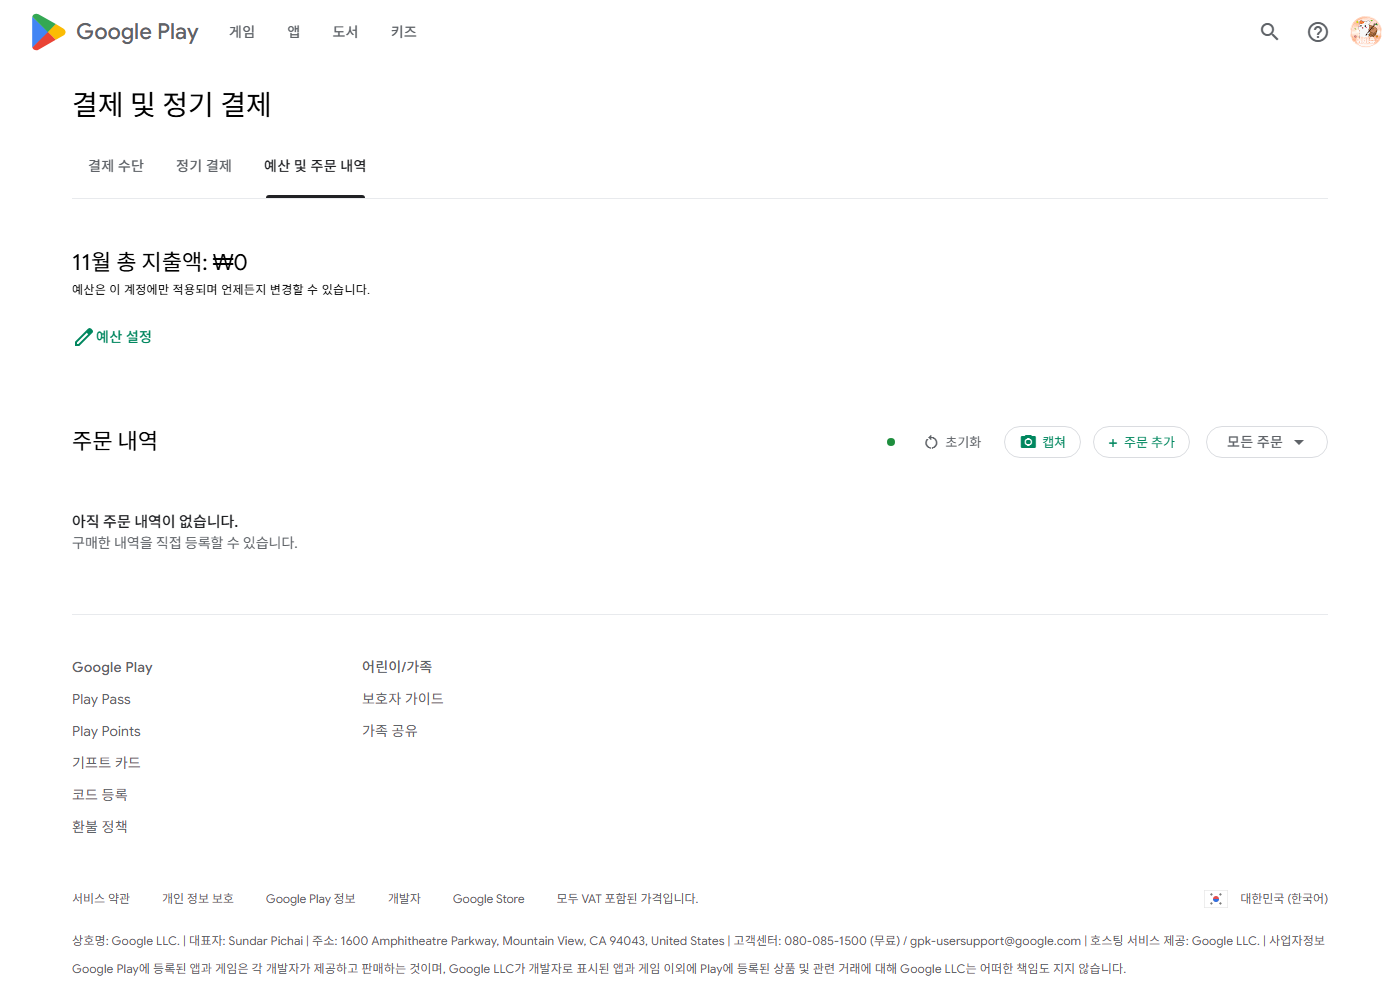 Google Play 게임 앱 도서 키즈
결제 및 정기 결제
결제 수단 정기 결제 예산 및 주문 내역
11월 총 지출액: ₩0
예산은 이 계정에만 적용되며 언제든지 변경할 수 있습니다.
예산 설정
주문 내역 초기화 캡쳐 + 주문 추가 모든 주문
아직 주문 내역이 없습니다.
구매한 내역을 직접 등록할 수 있습니다.
Google Play
Play Pass
Play Points
기프트 카드
코드 등록
환불 정책
어린이/가족
보호자 가이드
가족 공유
서비스 약관 개인 정보 보호 Google Play 정보 개발자 Google Store 모두 VAT 포함된 가격입니다. 대한민국 (한국어)
상호명: Google LLC. | 대표자: Sundar Pichai | 주소: 1600 Amphitheatre Parkway, Mountain View, CA 94043, United States | 고객센터: 080-085-1500 (무료) / gpk-usersupport@google.com | 호스팅 서비스 제공: Google LLC. | 사업자정보
Google Play에 등록된 앱과 게임은 각 개발자가 제공하고 판매하는 것이며, Google LLC가 개발자로 표시된 앱과 게임 이외에 Play에 등록된 상품 및 관련 거래에 대해 Google LLC는 어떠한 책임도 지지 않습니다.